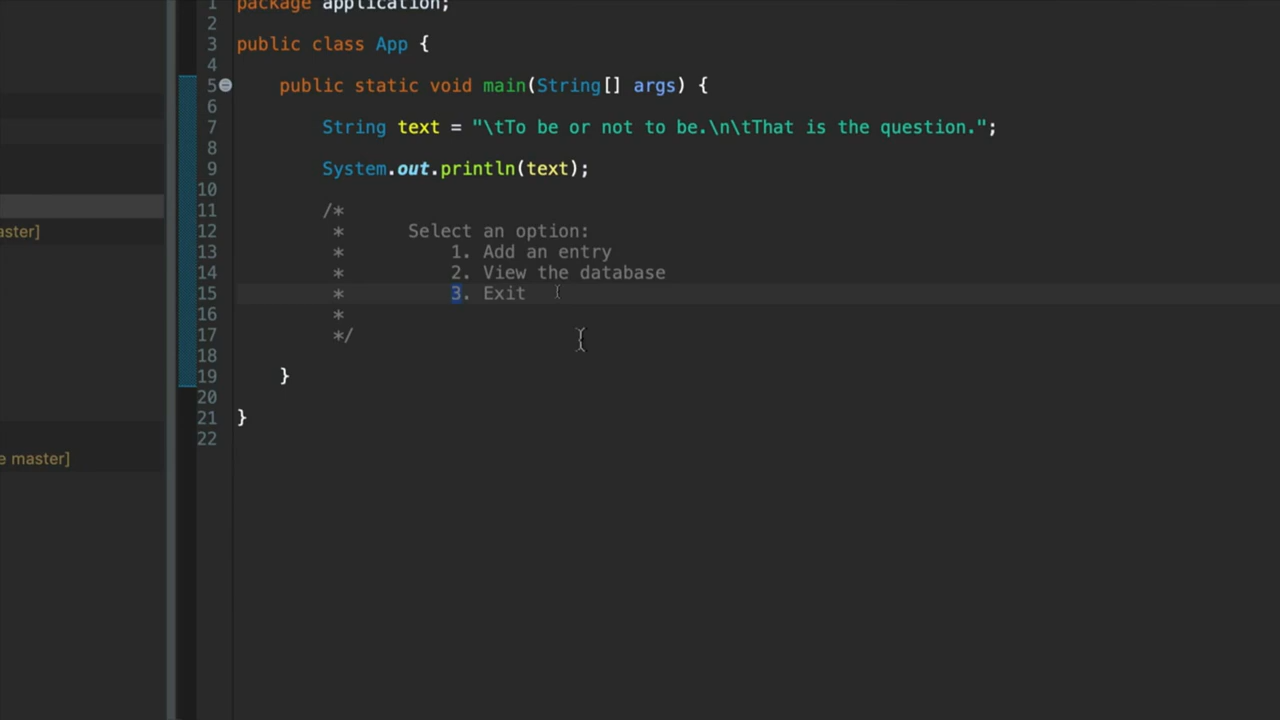 1 package application;
2
3 public class App {
4
5 public static void main(String[] args) {
6
7 String text = "\tTo be or not to be.\n\tThat is the question.";
8
9 System.out.println(text);
10
11 /*
aster] 12 * Select an option:
13 * 1. Add an entry
14 * 2. View the database
15 * 3. Exit
16 *
17 */
18
19 }
20
21 }
22
e master]